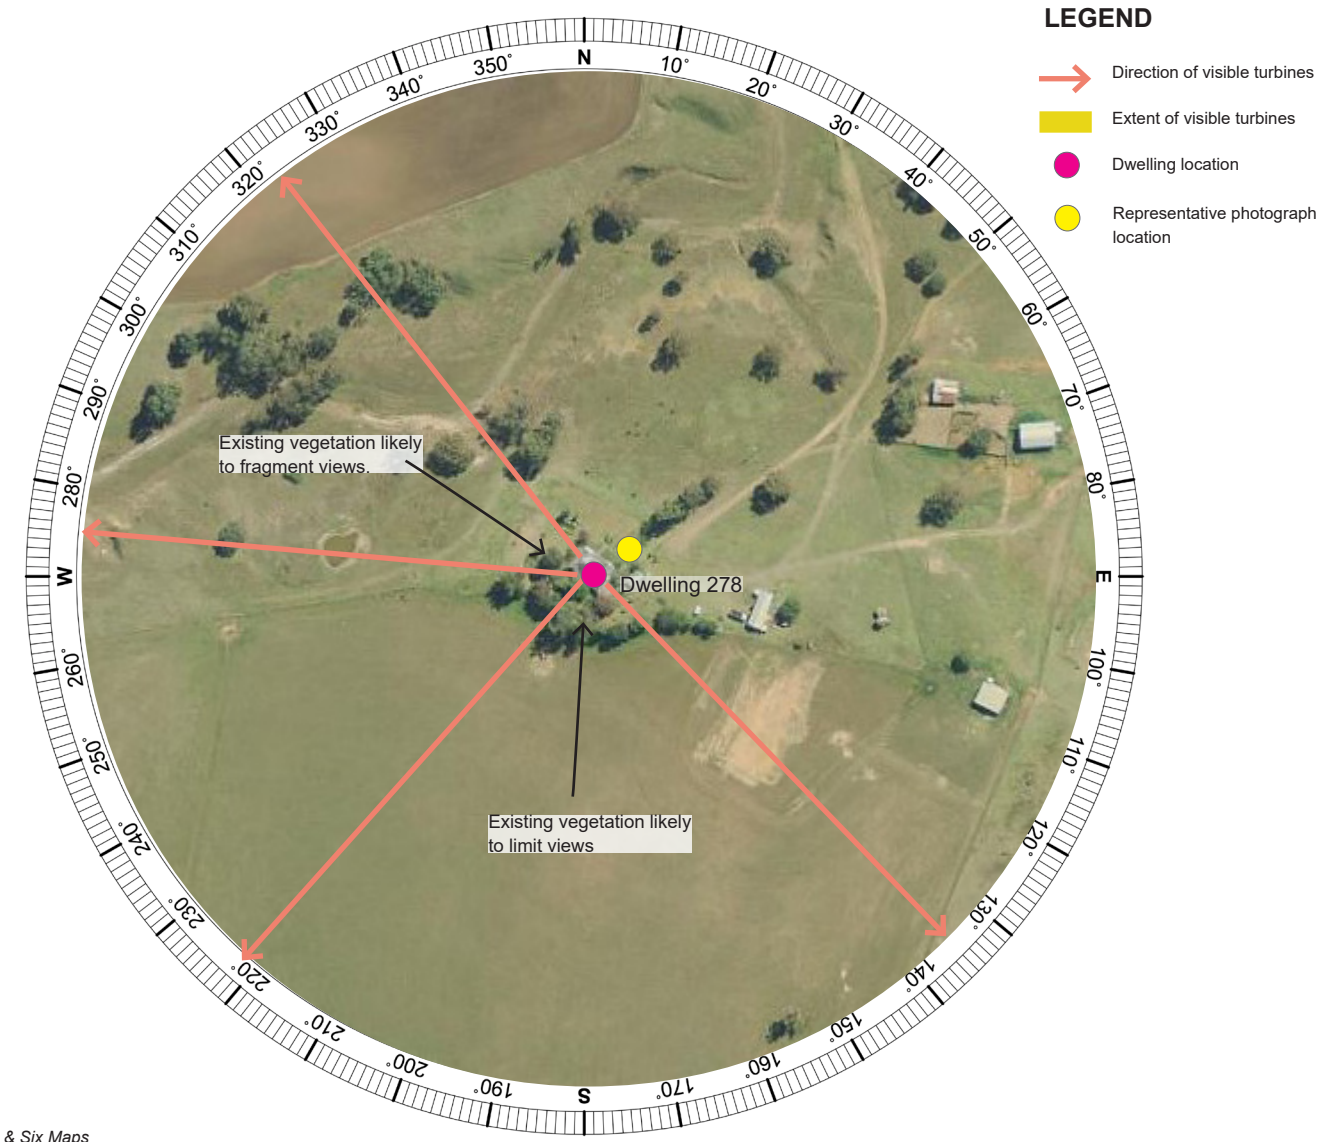 LEGEND
Direction of visible turbines
Extent of visible turbines
Dwelling location
Representative photograph
location
N
10°
20°
30°
40°
50°
60°
70°
80°
E
100°
110°
120°
130°
140°
150°
160°
170°
S
190°
200°
210°
220°
230°
240°
250°
260°
W
280°
290°
300°
310°
320°
330°
340°
350°
Existing vegetation likely
to fragment views.
Dwelling 278
Existing vegetation likely
to limit views
& Six Maps